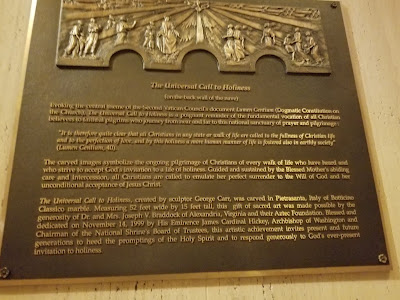 The Universal Call to Holiness
(on the back wall of the nave)
Evoking the central theme of the Second Vatican Council's document Lumen Gentium (Dogmatic Constitution on
the Church), The Universal Call to Holiness is a poignant reminder of the fundamental vocation of all Christian
believers to faithful pilgrims who journey from near and far to this national sanctuary of prayer and pilgrimage:
"It is therefore quite clear that all Christians in any state or walk of life are called to the fullness of Christian life
and to the perfection of love, and by this holiness a more human manner of life is fostered also in earthly society"
(Lumen Gentium, 40).
The carved images symbolize the ongoing pilgrimage of Christians of every walk of life who have heard and
who strive to accept God's invitation to a life of holiness. Guided and sustained by the Blessed Mother's abiding
care and intercession, all Christians are called to emulate her perfect surrender to the Will of God and her
unconditional acceptance of Jesus Christ.
The Universal Call to Holiness, created by sculptor George Carr, was carved in Pietrasanta, Italy of Botticino
Classico marble. Measuring 52 feet wide by 15 feet tall, this gift of sacred art was made possible by the
generosity of Dr. and Mrs. Joseph V. Braddock of Alexandria, Virginia and their Aztec Foundation. Blessed and
dedicated on November 14, 1999 by His Eminence James Cardinal Hickey, Archbishop of Washington and
Chairman of the National Shrine's Board of Trustees, this artistic achievement invites present and future
generations to heed the promptings of the Holy Spirit and to respond generously to God's ever-present
invitation to holiness.